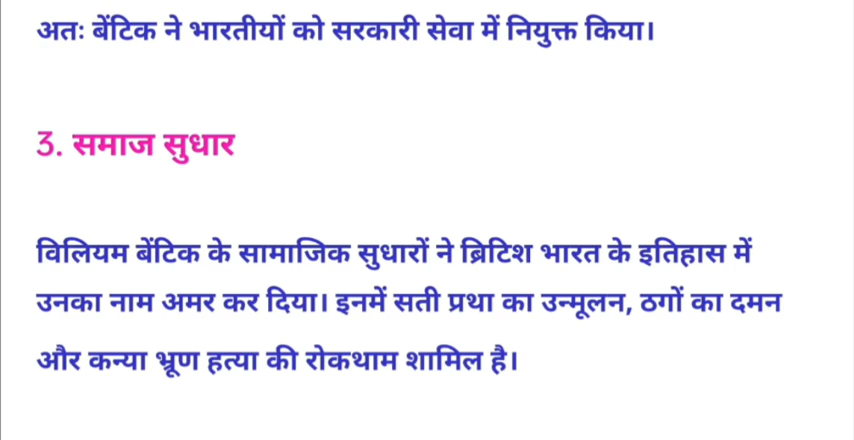 अतः बेंटिक ने भारतीयों को सरकारी सेवा में नियुक्त किया।
3. समाज सुधार
विलियम बेंटिक के सामाजिक सुधारों ने ब्रिटिश भारत के इतिहास में
उनका नाम अमर कर दिया। इनमें सती प्रथा का उन्मूलन, ठगों का दमन
और कन्या भ्रूण हत्या की रोकथाम शामिल है।